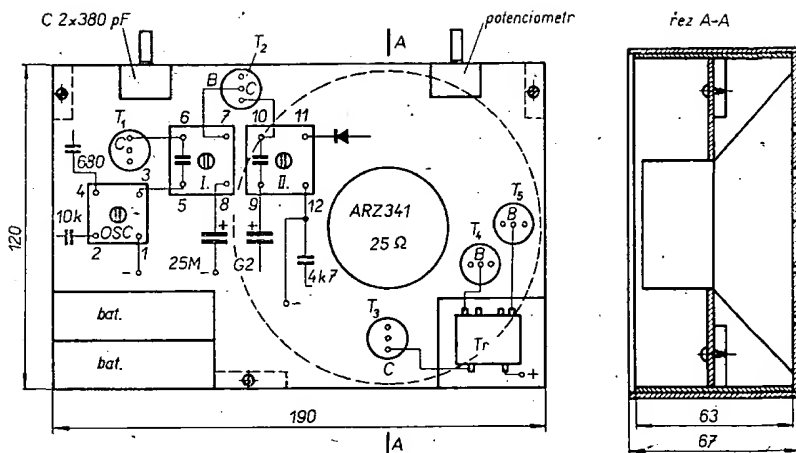 C 2x380 pF
T2
A
potenciometr
řez A-A
B
C
6
7
10
11
T1
C
680
3
I.
II.
4
5
8
9
12
ARZ341
25 Ω
T5
B
T4
B
10k
OSC
2
1
+
+
-
25M
-
G2
-
4k7
120
bat.
bat.
T3
C
Tr
+
190
A
63
67